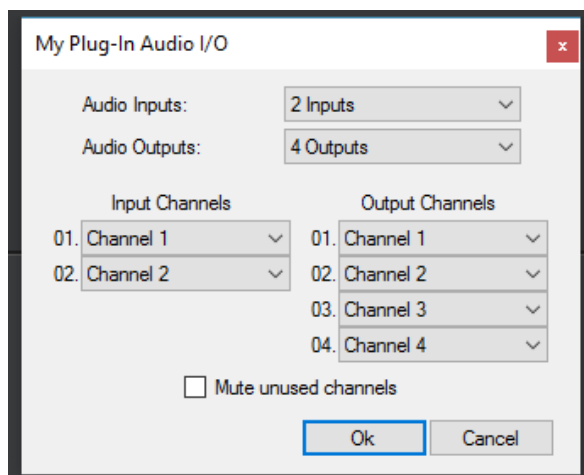 My Plug-In Audio I/O
x
Audio Inputs: 2 Inputs
Audio Outputs: 4 Outputs
Input Channels Output Channels
01. Channel 1 01. Channel 1
02. Channel 2 02. Channel 2
03. Channel 3
04. Channel 4
Mute unused channels
Ok Cancel